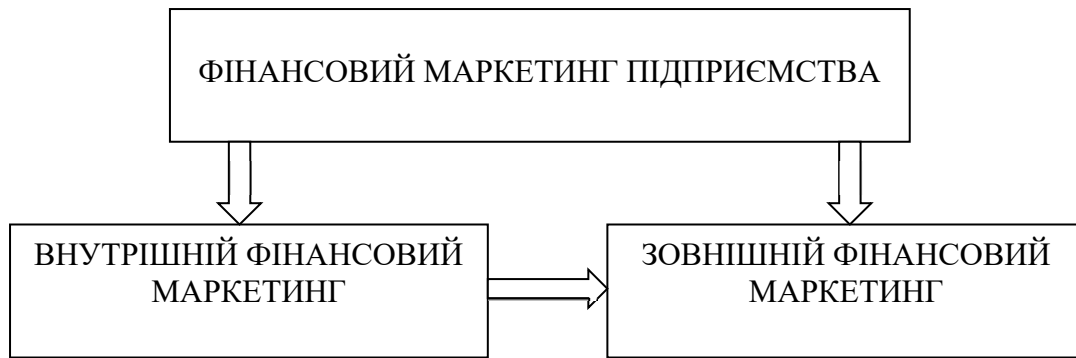 ФІНАНСОВИЙ МАРКЕТИНГ ПІДПРИЄМСТВА
ВНУТРІШНІЙ ФІНАНСОВИЙ
МАРКЕТИНГ
ЗОВНІШНІЙ ФІНАНСОВИЙ
МАРКЕТИНГ